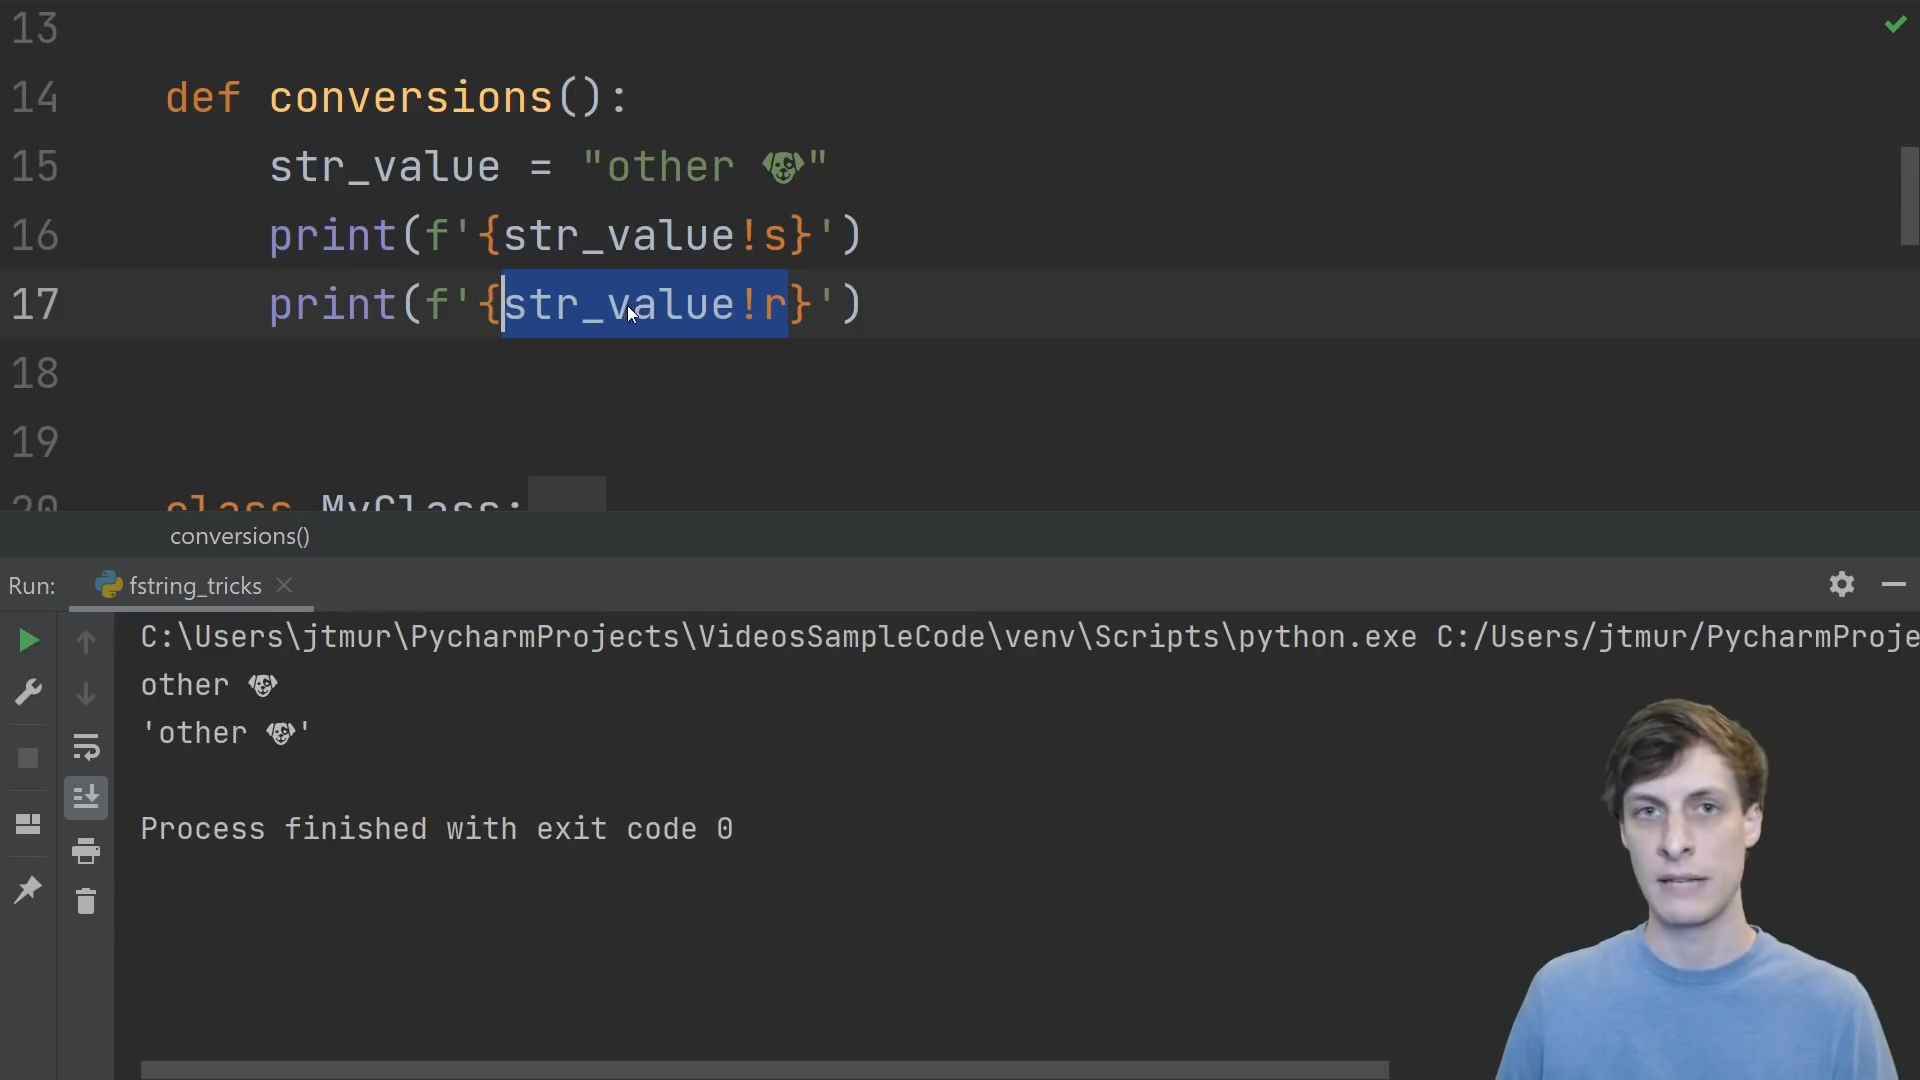 13
14 def conversions():
15 str_value = "other 🐶"
16 print(f'{str_value!s}')
17 print(f'{str_value!r}')
18
19
20 class MyClass:
conversions()
Run: fstring_tricks
C:\Users\jtmur\PycharmProjects\VideosSampleCode\venv\Scripts\python.exe C:/Users/jtmur/PycharmProje
other 🐶
'other 🐶'
Process finished with exit code 0